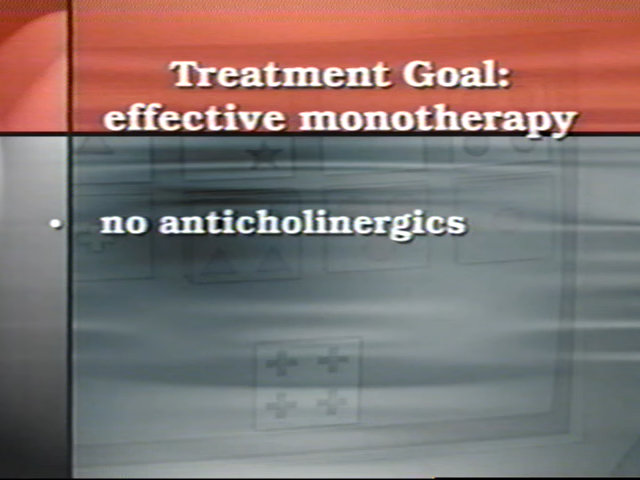 Treatment Goal:
effective monotherapy
• no anticholinergics